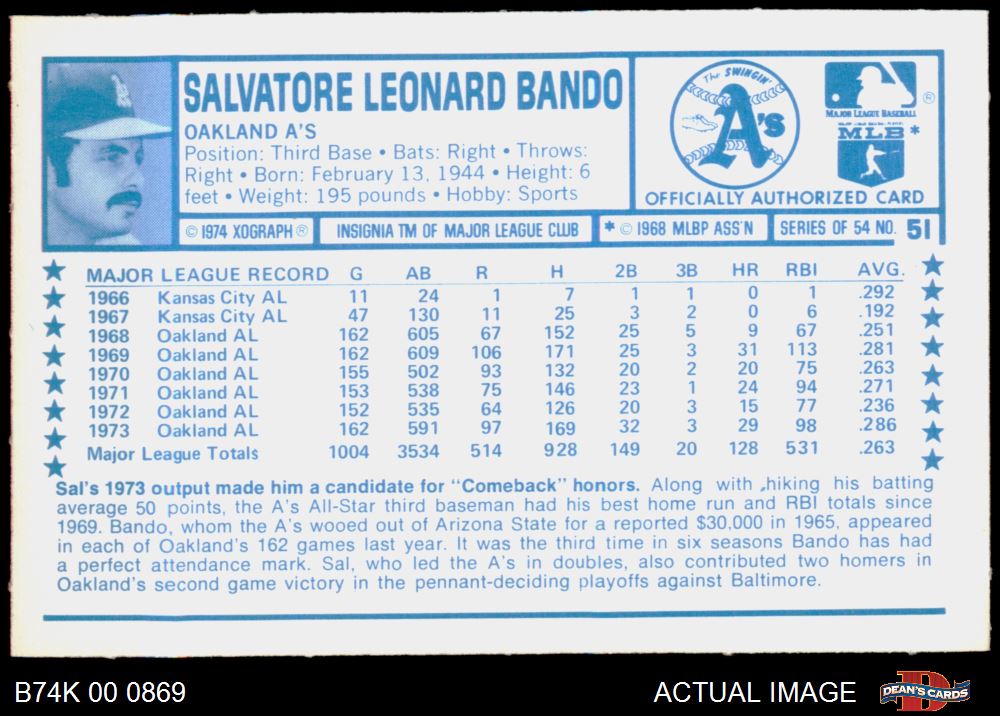 SALVATORE LEONARD BANDO
OAKLAND A'S
Position: Third Base • Bats: Right • Throws:
Right • Born: February 13, 1944 • Height: 6
feet • Weight: 195 pounds • Hobby: Sports
The SWINGIN'
A's
MAJOR LEAGUE BASEBALL ®
MLB *
OFFICIALLY AUTHORIZED CARD
© 1974 XOGRAPH ® INSIGNIA TM OF MAJOR LEAGUE CLUB * © 1968 MLBP ASS'N SERIES OF 54 NO. 51
MAJOR LEAGUE RECORD G AB R H 2B 3B HR RBI AVG.
1966 Kansas City AL 11 24 1 7 1 1 0 1 .292
1967 Kansas City AL 47 130 11 25 3 2 0 6 .192
1968 Oakland AL 162 605 67 152 25 5 9 67 .251
1969 Oakland AL 162 609 106 171 25 3 31 113 .281
1970 Oakland AL 155 502 93 132 20 2 20 75 .263
1971 Oakland AL 153 538 75 146 23 1 24 94 .271
1972 Oakland AL 152 535 64 126 20 3 15 77 .236
1973 Oakland AL 162 591 97 169 32 3 29 98 .286
Major League Totals 1004 3534 514 928 149 20 128 531 .263
Sal's 1973 output made him a candidate for "Comeback" honors. Along with hiking his batting
average 50 points, the A's All-Star third baseman had his best home run and RBI totals since
1969. Bando, whom the A's wooed out of Arizona State for a reported $30,000 in 1965, appeared
in each of Oakland's 162 games last year. It was the third time in six seasons Bando has had
a perfect attendance mark. Sal, who led the A's in doubles, also contributed two homers in
Oakland's second game victory in the pennant-deciding playoffs against Baltimore.
B74K 00 0869 ACTUAL IMAGE DEAN'S CARDS